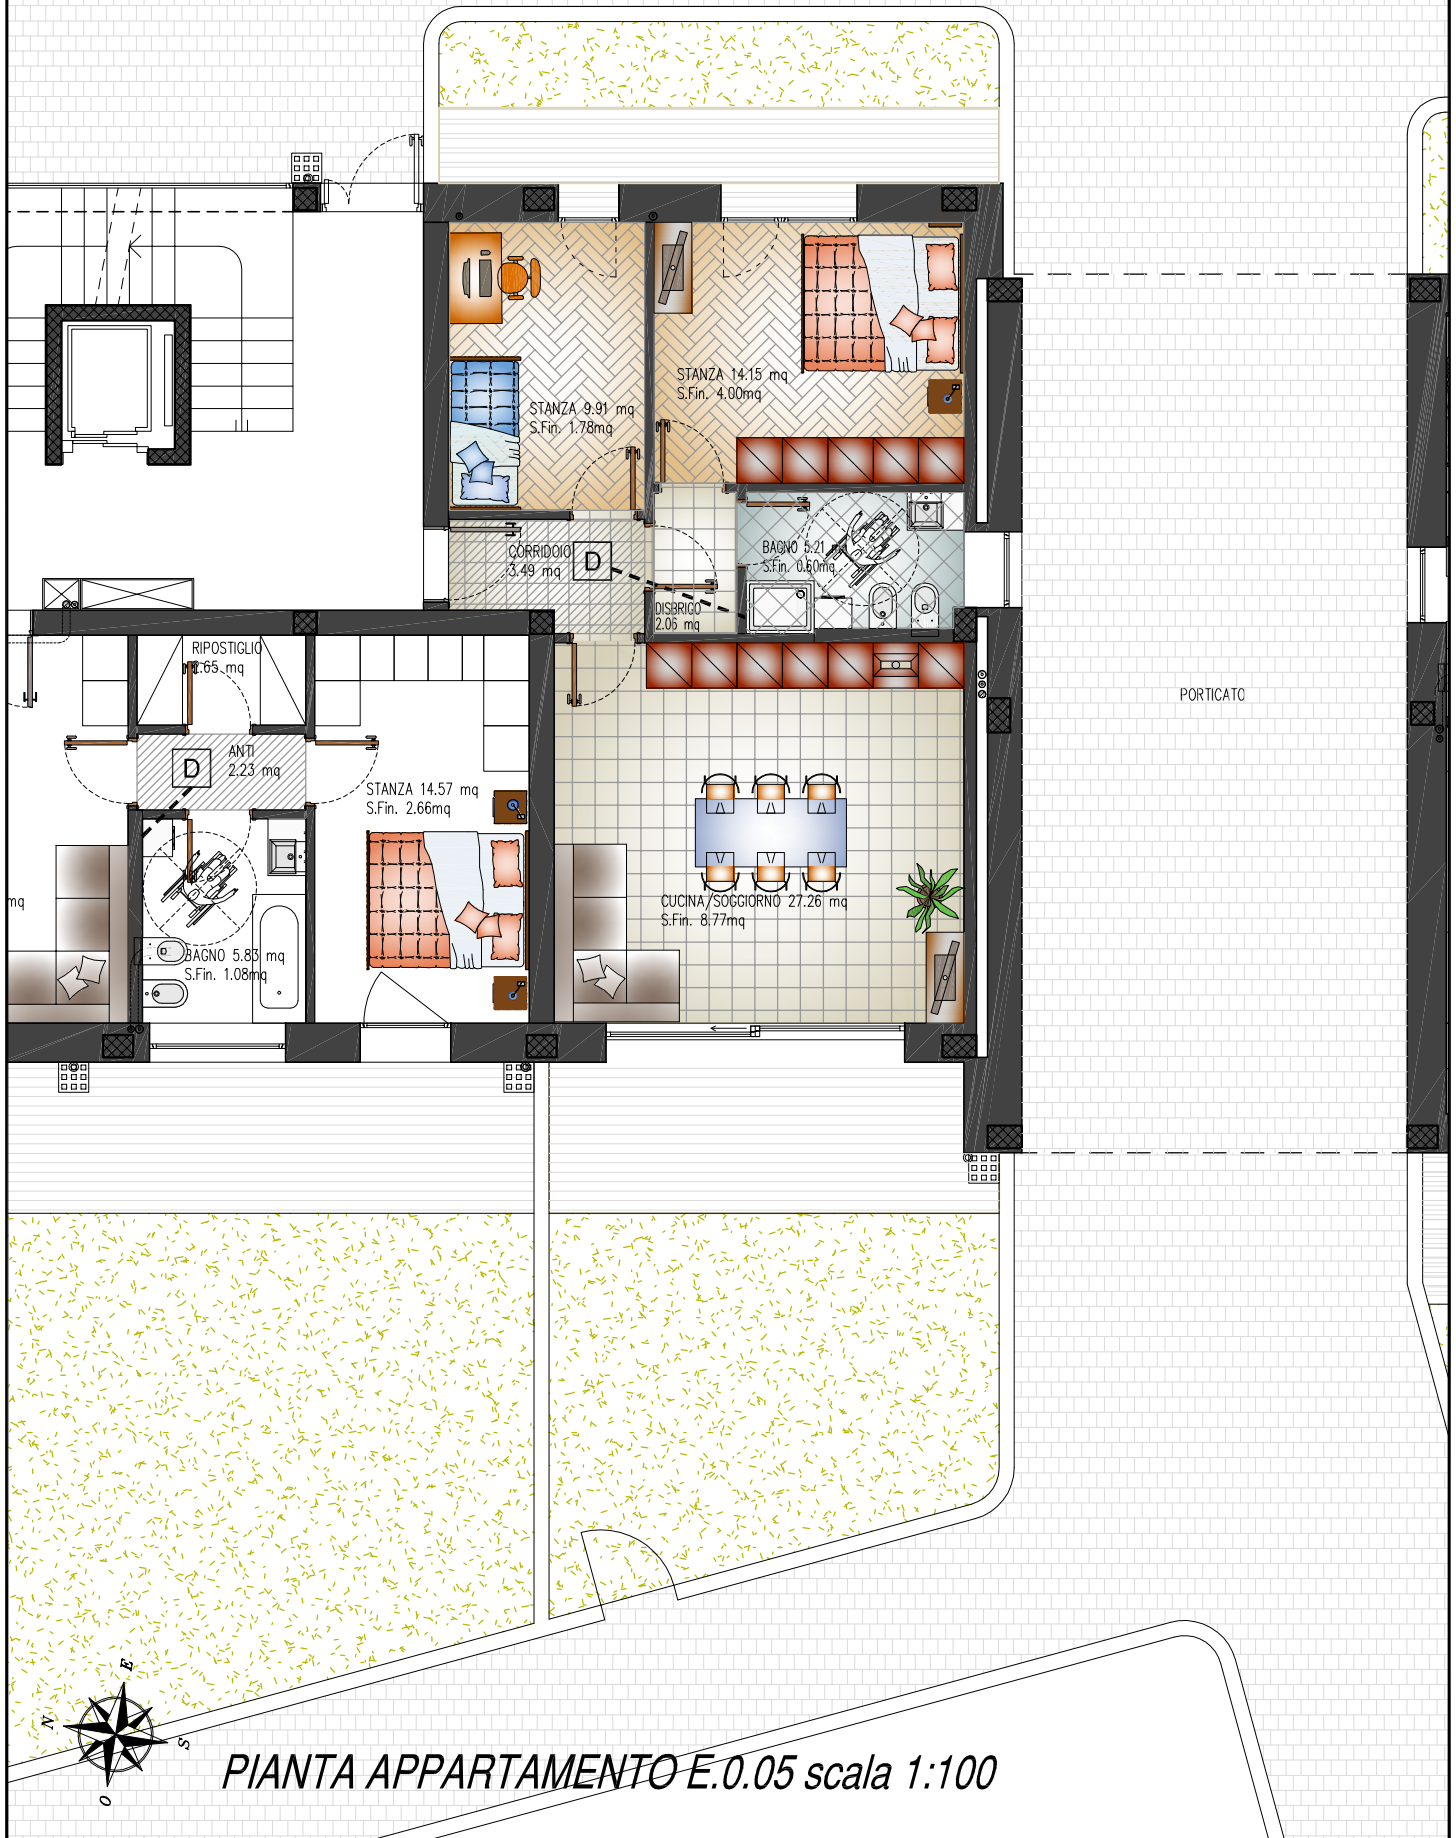 STANZA 14.15 mq
S.Fin. 4.00mq
STANZA 9.91 mq
S.Fin. 1.78mq
CORRIDOIO
3.49 mq
D
BAGNO 5.21
S.Fin. 0.60mq
DISBRIGO
2.06 mq
RIPOSTIGLIO
2.65 mq
ANTI
2.23 mq
D
STANZA 14.57 mq
S.Fin. 2.66mq
PORTICATO
mq
CUCINA/SOGGIORNO 27.26 mq
S.Fin. 8.77mq
BAGNO 5.83 mq
S.Fin. 1.08mq
E
N
S
O
PIANTA APPARTAMENTO E.0.05 scala 1:100